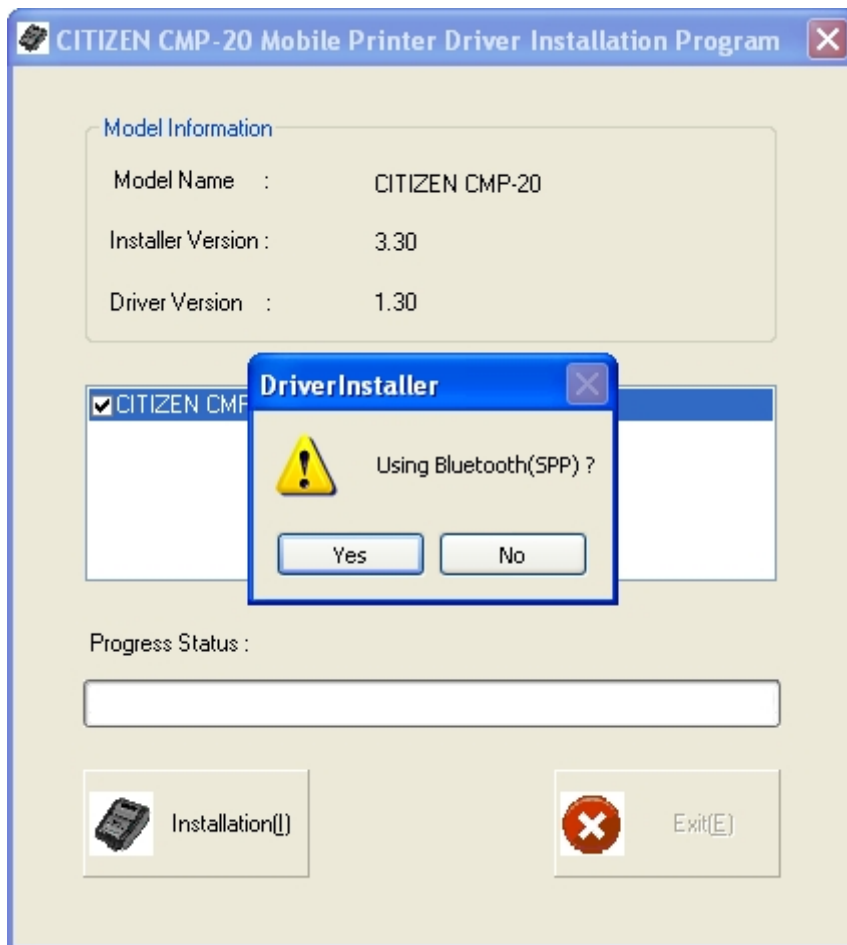 CITIZEN CMP-20 Mobile Printer Driver Installation Program
Model Information
Model Name : CITIZEN CMP-20
Installer Version : 3.30
Driver Version : 1.30
DriverInstaller
CITIZEN CMP
Using Bluetooth(SPP) ?
Yes No
Progress Status :
Installation(I) Exit(E)